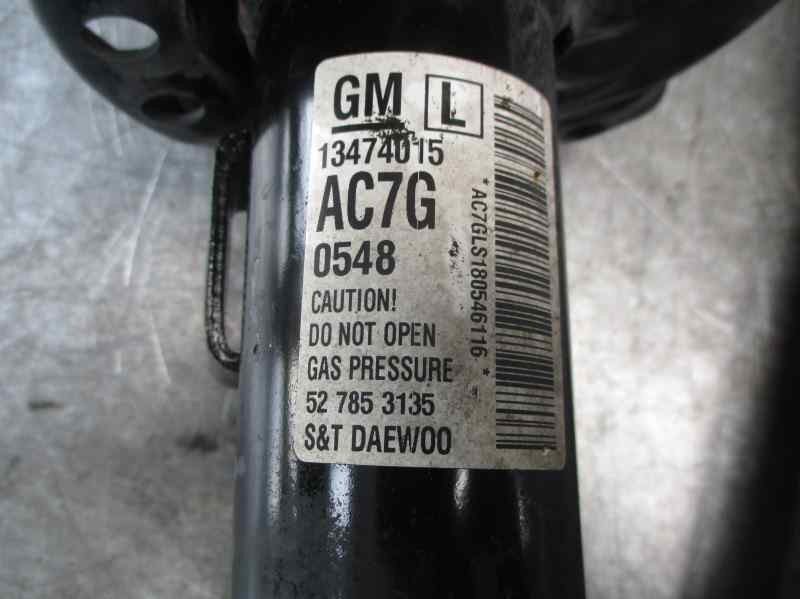 GM L
13474015
AC7G
0548
CAUTION!
DO NOT OPEN
GAS PRESSURE
52 785 3135
S&T DAEWOO
* AC7GLS180546116 *